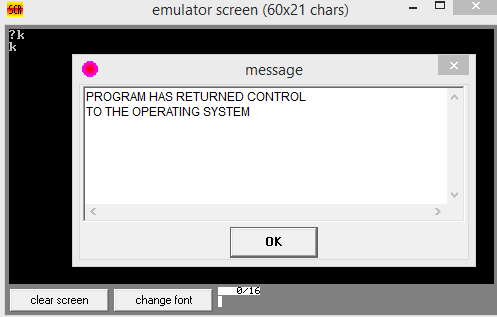 SCR emulator screen (60x21 chars)
?k
k
message
PROGRAM HAS RETURNED CONTROL
TO THE OPERATING SYSTEM
OK
clear screen change font 0/16